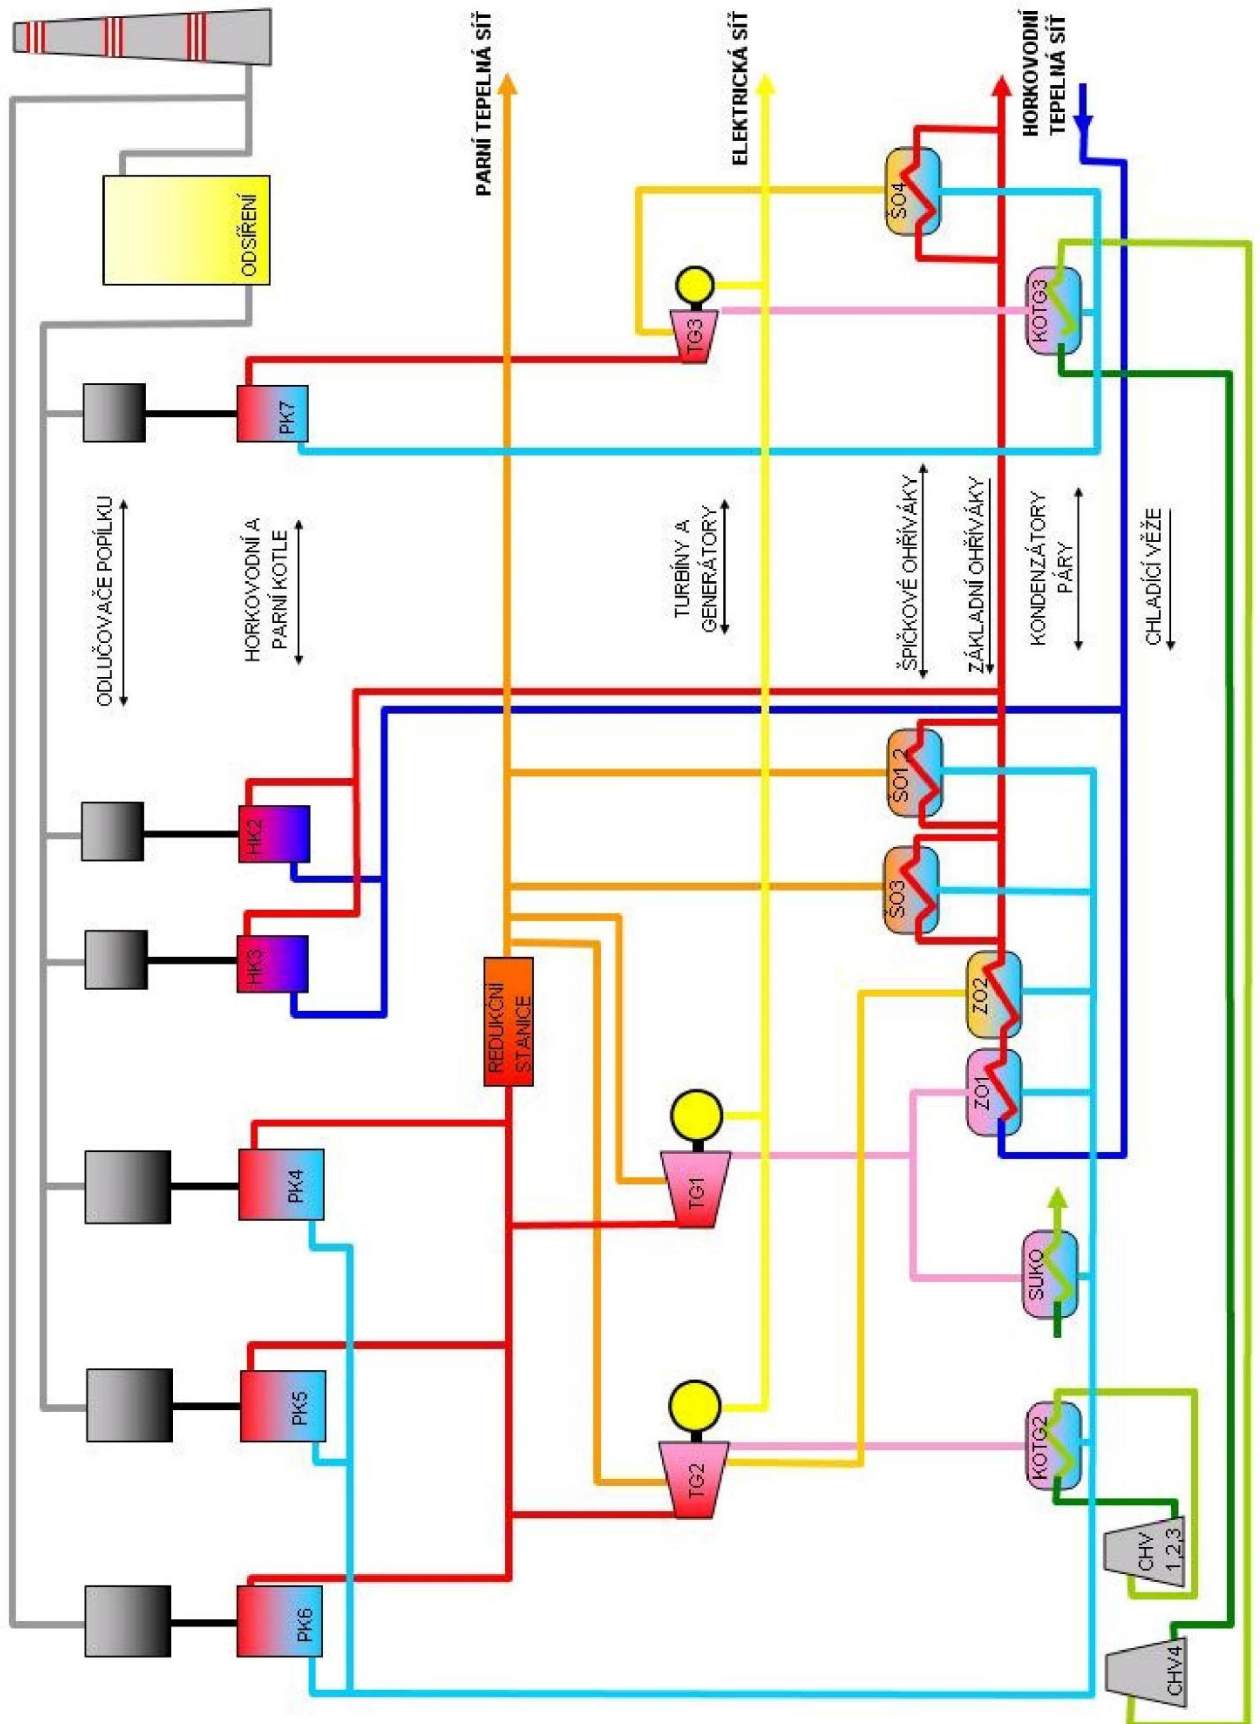 ODSÍŘENÍ
PK6
PK5
PK4
HK3
HK2
PK7
ODLUČOVAČE POPÍLKU
HORKOVODNÍ A
PARNÍ KOTLE
REDUKČNÍ
STANICE
PARNÍ TEPELNÁ SÍŤ
TG2
TG1
TG3
TURBÍNY A
GENERÁTORY
ELEKTRICKÁ SÍŤ
ŠO3
ŠO1,2
ŠO4
ŠPIČKOVÉ OHŘÍVÁKY
ZO1
ZO2
ZÁKLADNÍ OHŘÍVÁKY
HORKOVODNÍ
TEPELNÁ SÍŤ
KOTG2
SUKO
KOTG3
KONDENZÁTORY
PÁRY
CHV4
CHV
1,2,3
CHLADÍCÍ VĚŽE